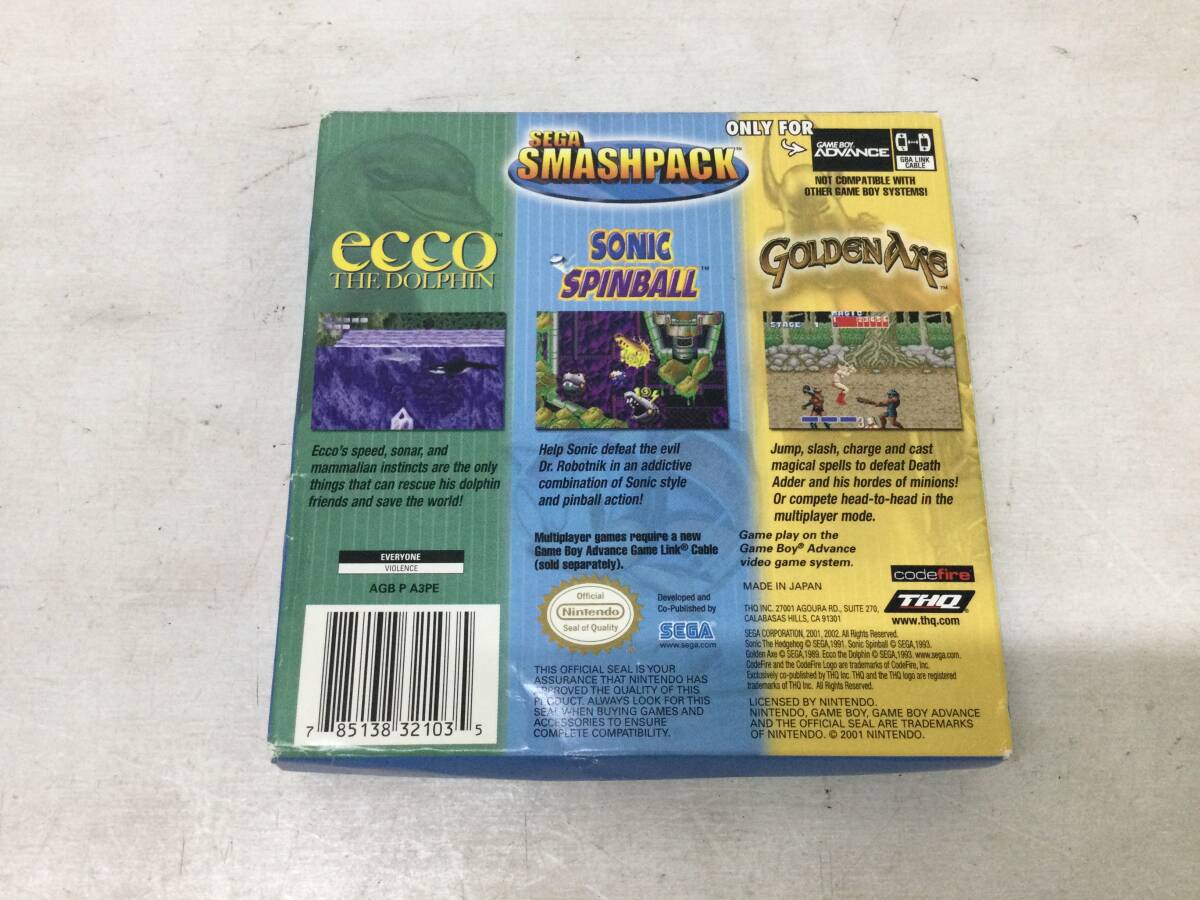 SEGA
SMASHPACK™
ONLY FOR
GAME BOY
ADVANCE
GBA LINK
CABLE
NOT COMPATIBLE WITH
OTHER GAME BOY SYSTEMS!
ecco™
THE DOLPHIN
Ecco's speed, sonar, and
mammalian instincts are the only
things that can rescue his dolphin
friends and save the world!
SONIC
SPINBALL™
Help Sonic defeat the evil
Dr. Robotnik in an addictive
combination of Sonic style
and pinball action!
GOLDEN AXE™
STAGE 1
MAGIC
Jump, slash, charge and cast
magical spells to defeat Death
Adder and his hordes of minions!
Or compete head-to-head in the
multiplayer mode.
EVERYONE
VIOLENCE
AGB P A3PE
7 85138 32103 5
Multiplayer games require a new
Game Boy Advance Game Link® Cable
(sold separately).
Official
Nintendo
Seal of Quality
Developed and
Co-Published by
SEGA
www.sega.com
THIS OFFICIAL SEAL IS YOUR
ASSURANCE THAT NINTENDO HAS
APPROVED THE QUALITY OF THIS
PRODUCT. ALWAYS LOOK FOR THIS
SEAL WHEN BUYING GAMES AND
ACCESSORIES TO ENSURE
COMPLETE COMPATIBILITY.
Game play on the
Game Boy® Advance
video game system.
MADE IN JAPAN
codefire
THQ
www.thq.com
THQ INC. 27001 AGOURA RD., SUITE 270,
CALABASAS HILLS, CA 91301
SEGA CORPORATION, 2001, 2002. All Rights Reserved.
Sonic The Hedgehog © SEGA, 1991. Sonic Spinball © SEGA, 1993.
Golden Axe © SEGA, 1989. Ecco the Dolphin © SEGA, 1993. www.sega.com.
CodeFire and the CodeFire Logo are trademarks of CodeFire, Inc.
Exclusively co-published by THQ Inc. THQ and the THQ logo are registered
trademarks of THQ Inc. All Rights Reserved.
LICENSED BY NINTENDO.
NINTENDO, GAME BOY, GAME BOY ADVANCE
AND THE OFFICIAL SEAL ARE TRADEMARKS
OF NINTENDO. © 2001 NINTENDO.